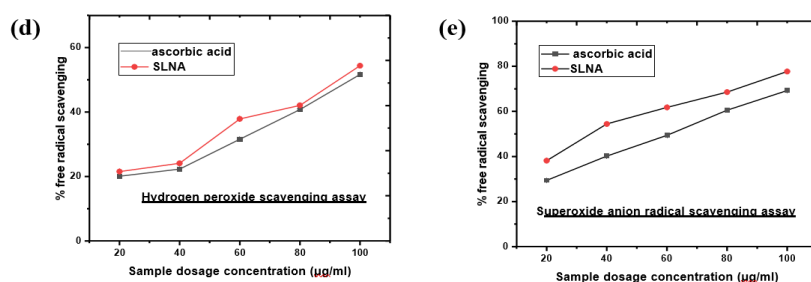 (d)
60
40
20
0
% free radical scavenging
ascorbic acid
SLNA
Hydrogen peroxide scavenging assay
20 40 60 80 100
Sample dosage concentration (µg/ml)
(e)
100
80
60
40
20
0
% free radical scavenging
ascorbic acid
SLNA
Superoxide anion radical scavenging assay
20 40 60 80 100
Sample dosage concentration (µg/ml)